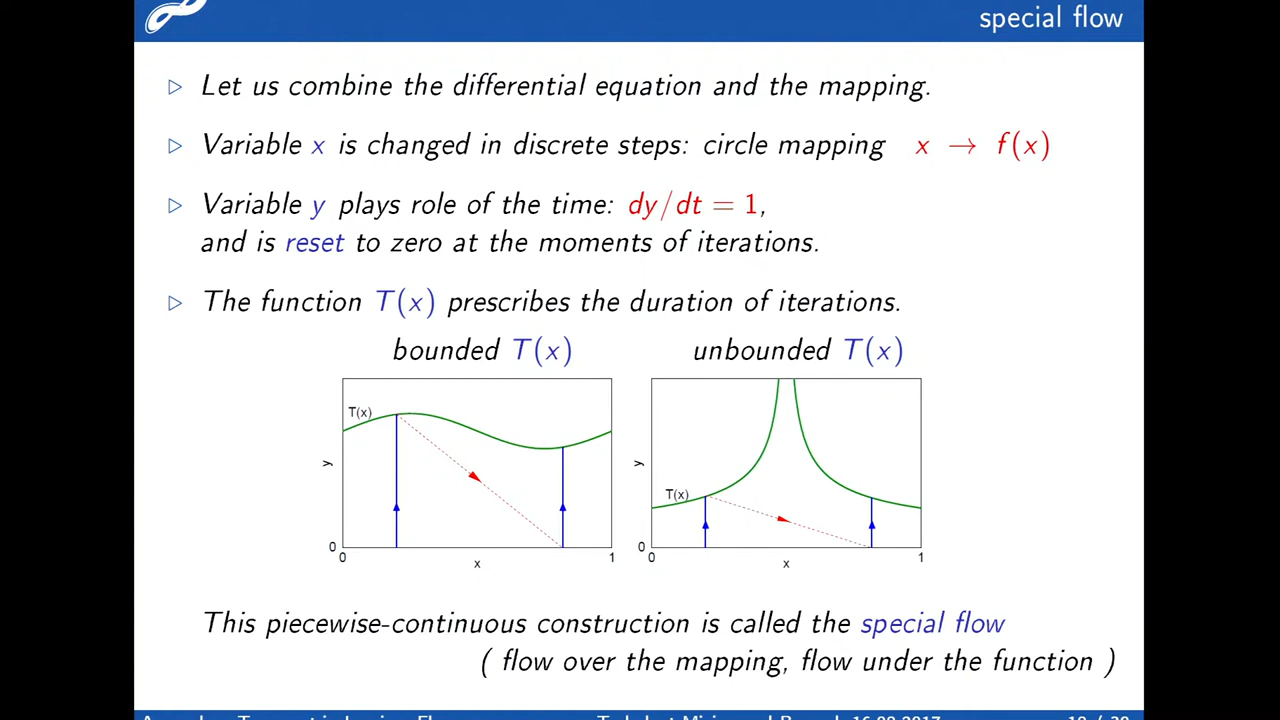 special flow
▷ Let us combine the differential equation and the mapping.
▷ Variable x is changed in discrete steps: circle mapping x → f(x)
▷ Variable y plays role of the time: dy/dt = 1,
and is reset to zero at the moments of iterations.
▷ The function T(x) prescribes the duration of iterations.
bounded T(x) unbounded T(x)
T(x)
y
0
0 x 1
T(x)
y
0
0 x 1
This piecewise-continuous construction is called the special flow
( flow over the mapping, flow under the function )